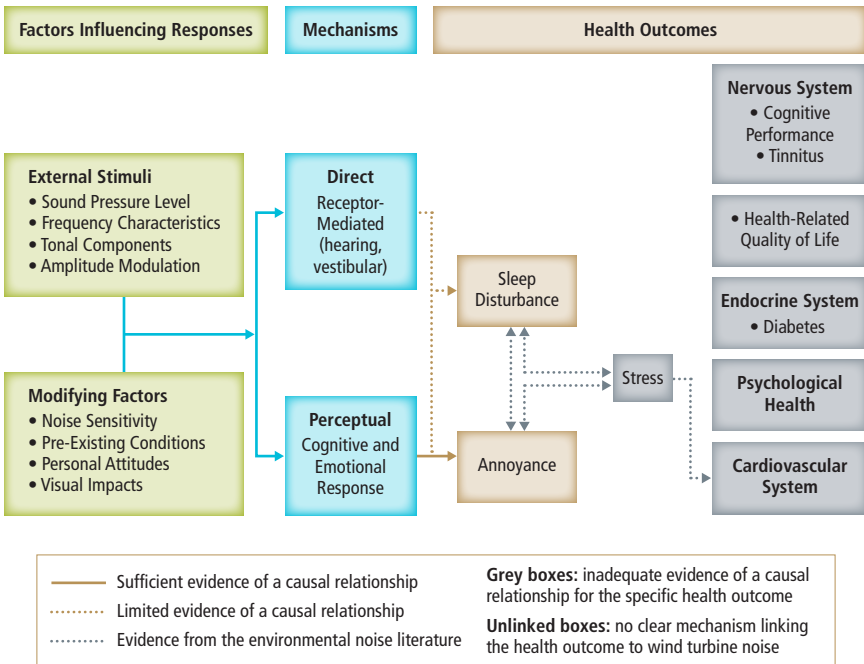 Factors Influencing Responses
Mechanisms
Health Outcomes
External Stimuli
• Sound Pressure Level
• Frequency Characteristics
• Tonal Components
• Amplitude Modulation
Modifying Factors
• Noise Sensitivity
• Pre-Existing Conditions
• Personal Attitudes
• Visual Impacts
Direct
Receptor-
Mediated
(hearing,
vestibular)
Perceptual
Cognitive and
Emotional
Response
Sleep
Disturbance
Annoyance
Stress
Nervous System
• Cognitive
Performance
• Tinnitus
• Health-Related
Quality of Life
Endocrine System
• Diabetes
Psychological
Health
Cardiovascular
System
Sufficient evidence of a causal relationship
Limited evidence of a causal relationship
Evidence from the environmental noise literature
Grey boxes: inadequate evidence of a causal
relationship for the specific health outcome
Unlinked boxes: no clear mechanism linking
the health outcome to wind turbine noise